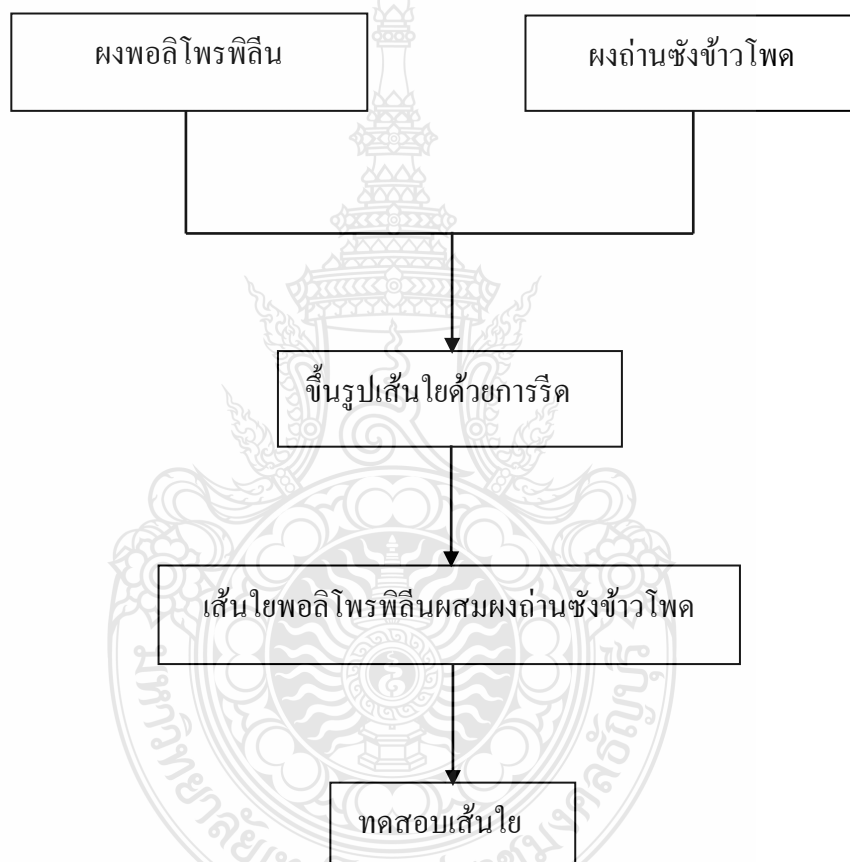 ผงพอลิโพรพิลีน
ผงถ่านซังข้าวโพด
ขึ้นรูปเส้นใยด้วยการรีด
เส้นใยพอลิโพรพิลีนผสมผงถ่านซังข้าวโพด
ทดสอบเส้นใย